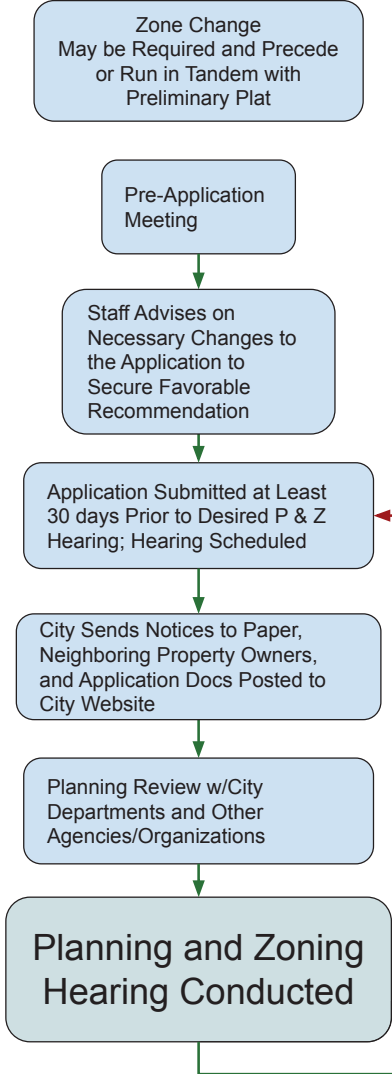 Zone Change
May be Required and Precede
or Run in Tandem with
Preliminary Plat
Pre-Application
Meeting
Staff Advises on
Necessary Changes to
the Application to
Secure Favorable
Recommendation
Application Submitted at Least
30 days Prior to Desired P & Z
Hearing; Hearing Scheduled
City Sends Notices to Paper,
Neighboring Property Owners,
and Application Docs Posted to
City Website
Planning Review w/City
Departments and Other
Agencies/Organizations
Planning and Zoning
Hearing Conducted